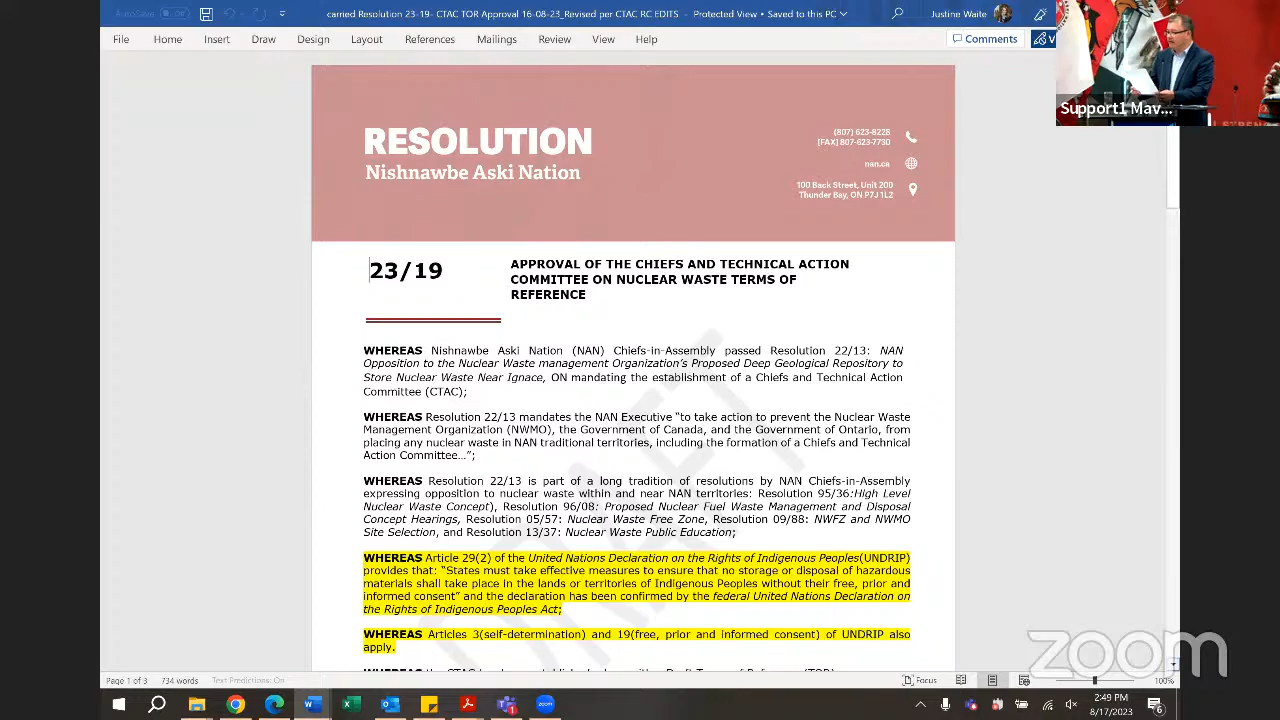 AutoSave Off
carried Resolution 23-19- CTAC TOR Approval 16-08-23_Revised per CTAC RC EDITS - Protected View • Saved to this PC
Justine Waite
File Home Insert Draw Design Layout References Mailings Review View Help
Comments
Support1 Mav...
RESOLUTION
Nishnawbe Aski Nation
(807) 623-8228
[FAX] 807-623-7730
nan.ca
100 Back Street, Unit 200
Thunder Bay, ON P7J 1L2
23/19
APPROVAL OF THE CHIEFS AND TECHNICAL ACTION
COMMITTEE ON NUCLEAR WASTE TERMS OF
REFERENCE
WHEREAS Nishnawbe Aski Nation (NAN) Chiefs-in-Assembly passed Resolution 22/13: NAN
Opposition to the Nuclear Waste management Organization's Proposed Deep Geological Repository to
Store Nuclear Waste Near Ignace, ON mandating the establishment of a Chiefs and Technical Action
Committee (CTAC);
WHEREAS Resolution 22/13 mandates the NAN Executive "to take action to prevent the Nuclear Waste
Management Organization (NWMO), the Government of Canada, and the Government of Ontario, from
placing any nuclear waste in NAN traditional territories, including the formation of a Chiefs and Technical
Action Committee…";
WHEREAS Resolution 22/13 is part of a long tradition of resolutions by NAN Chiefs-in-Assembly
expressing opposition to nuclear waste within and near NAN territories: Resolution 95/36:High Level
Nuclear Waste Concept), Resolution 96/08: Proposed Nuclear Fuel Waste Management and Disposal
Concept Hearings, Resolution 05/57: Nuclear Waste Free Zone, Resolution 09/88: NWFZ and NWMO
Site Selection, and Resolution 13/37: Nuclear Waste Public Education;
WHEREAS Article 29(2) of the United Nations Declaration on the Rights of Indigenous Peoples(UNDRIP)
provides that: "States must take effective measures to ensure that no storage or disposal of hazardous
materials shall take place in the lands or territories of Indigenous Peoples without their free, prior and
informed consent" and the declaration has been confirmed by the federal United Nations Declaration on
the Rights of Indigenous Peoples Act;
WHEREAS Articles 3(self-determination) and 19(free, prior and informed consent) of UNDRIP also
apply.
DRAFT
zoom
Page 1 of 3 734 words Text Predictions: On
Focus
100%
2:49 PM
8/17/2023
6